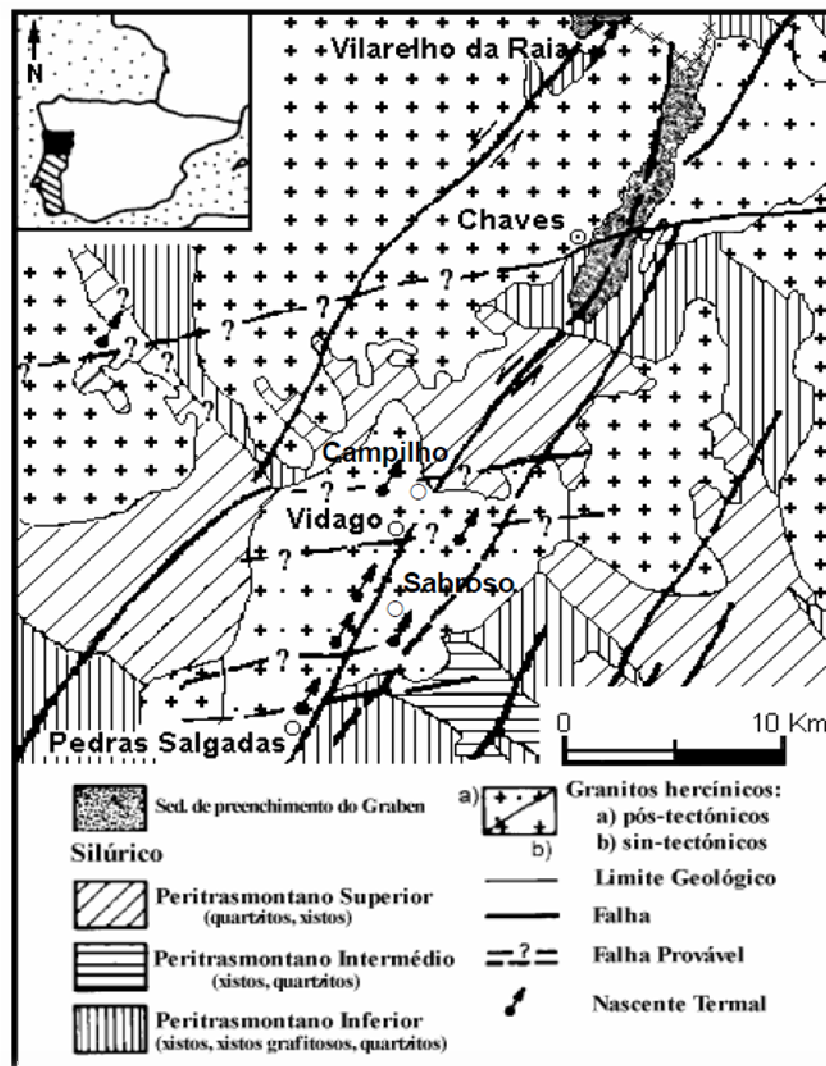 N
Vilarelho da Raia
Chaves
?
?
?
?
?
?
?
?
Campilho
?
?
Vidago
?
?
?
Sabroso
?
Pedras Salgadas
0 10 Km
Sed. de preenchimento do Graben
Silúrico
Peritrasmontano Superior
(quartzitos, xistos)
Peritrasmontano Intermédio
(xistos, quartzitos)
Peritrasmontano Inferior
(xistos, xistos grafitosos, quartzitos)
a)
b)
Granitos hercínicos:
a) pós-tectónicos
b) sin-tectónicos
Limite Geológico
Falha
? Falha Provável
Nascente Termal